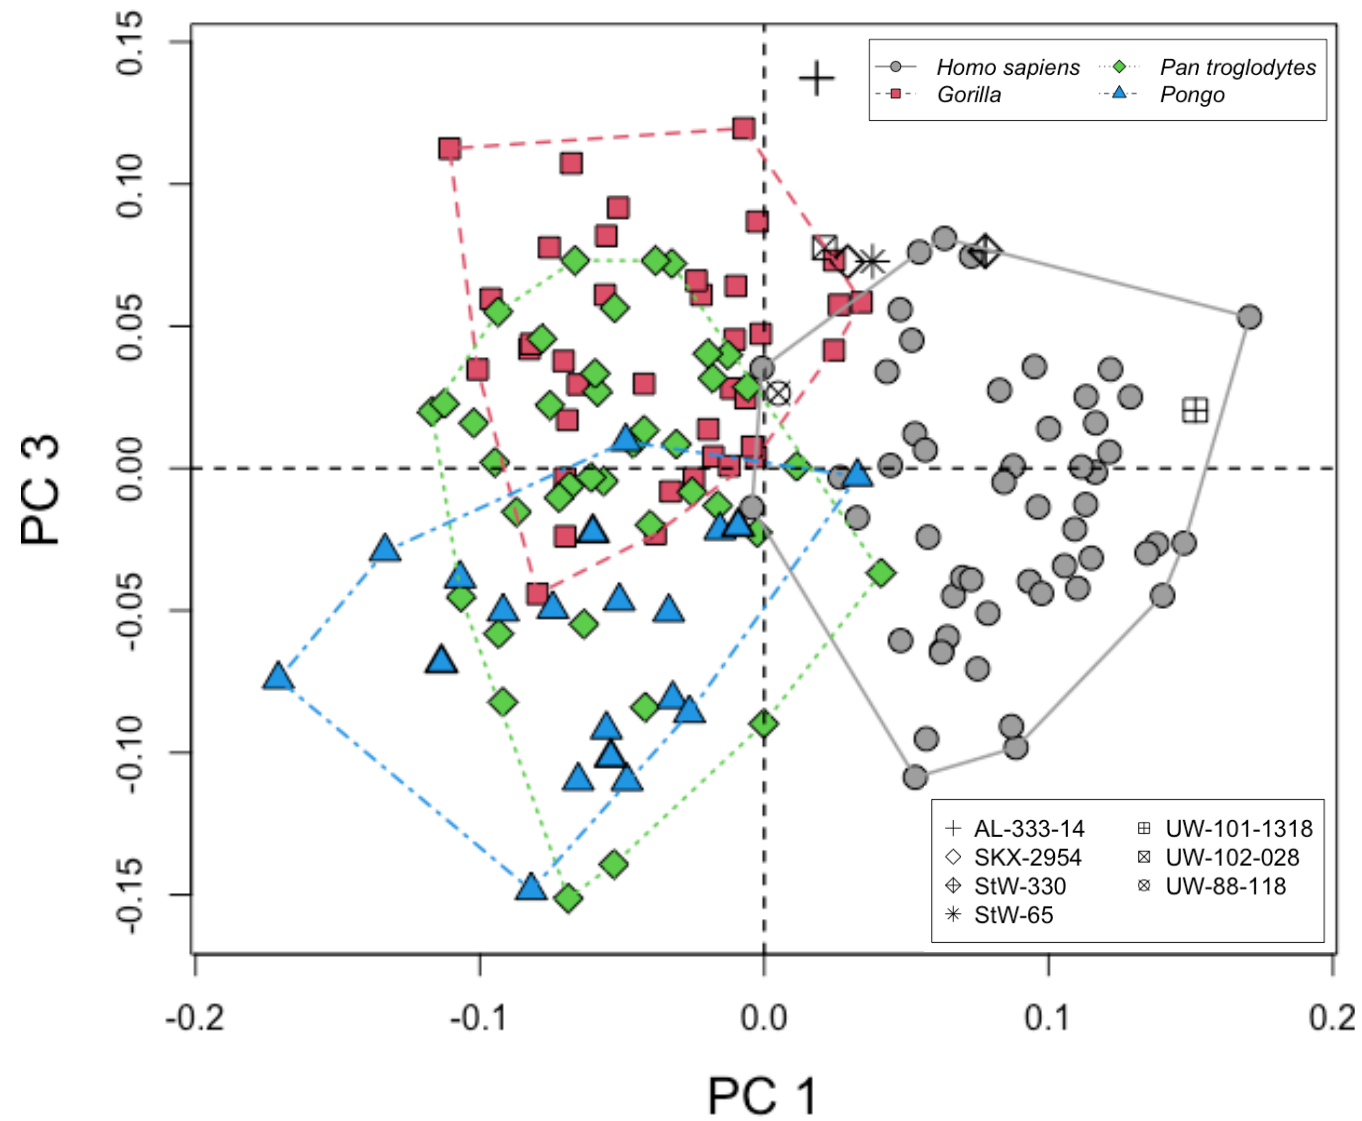 0.15
0.10
0.05
0.00
-0.05
-0.10
-0.15
PC 3
Homo sapiens
Gorilla
Pan troglodytes
Pongo
AL-333-14
SKX-2954
StW-330
StW-65
UW-101-1318
UW-102-028
UW-88-118
-0.2
-0.1
0.0
0.1
0.2
PC 1